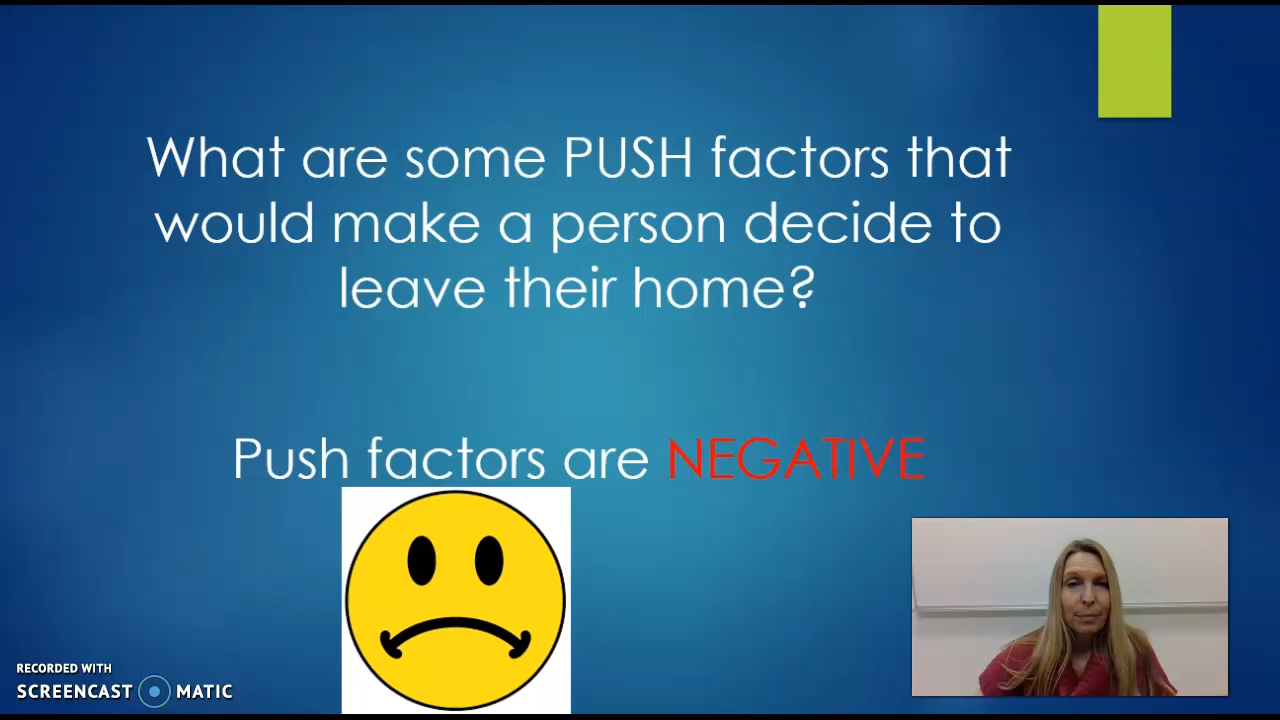 What are some PUSH factors that
would make a person decide to
leave their home?
Push factors are NEGATIVE
RECORDED WITH
SCREENCAST MATIC